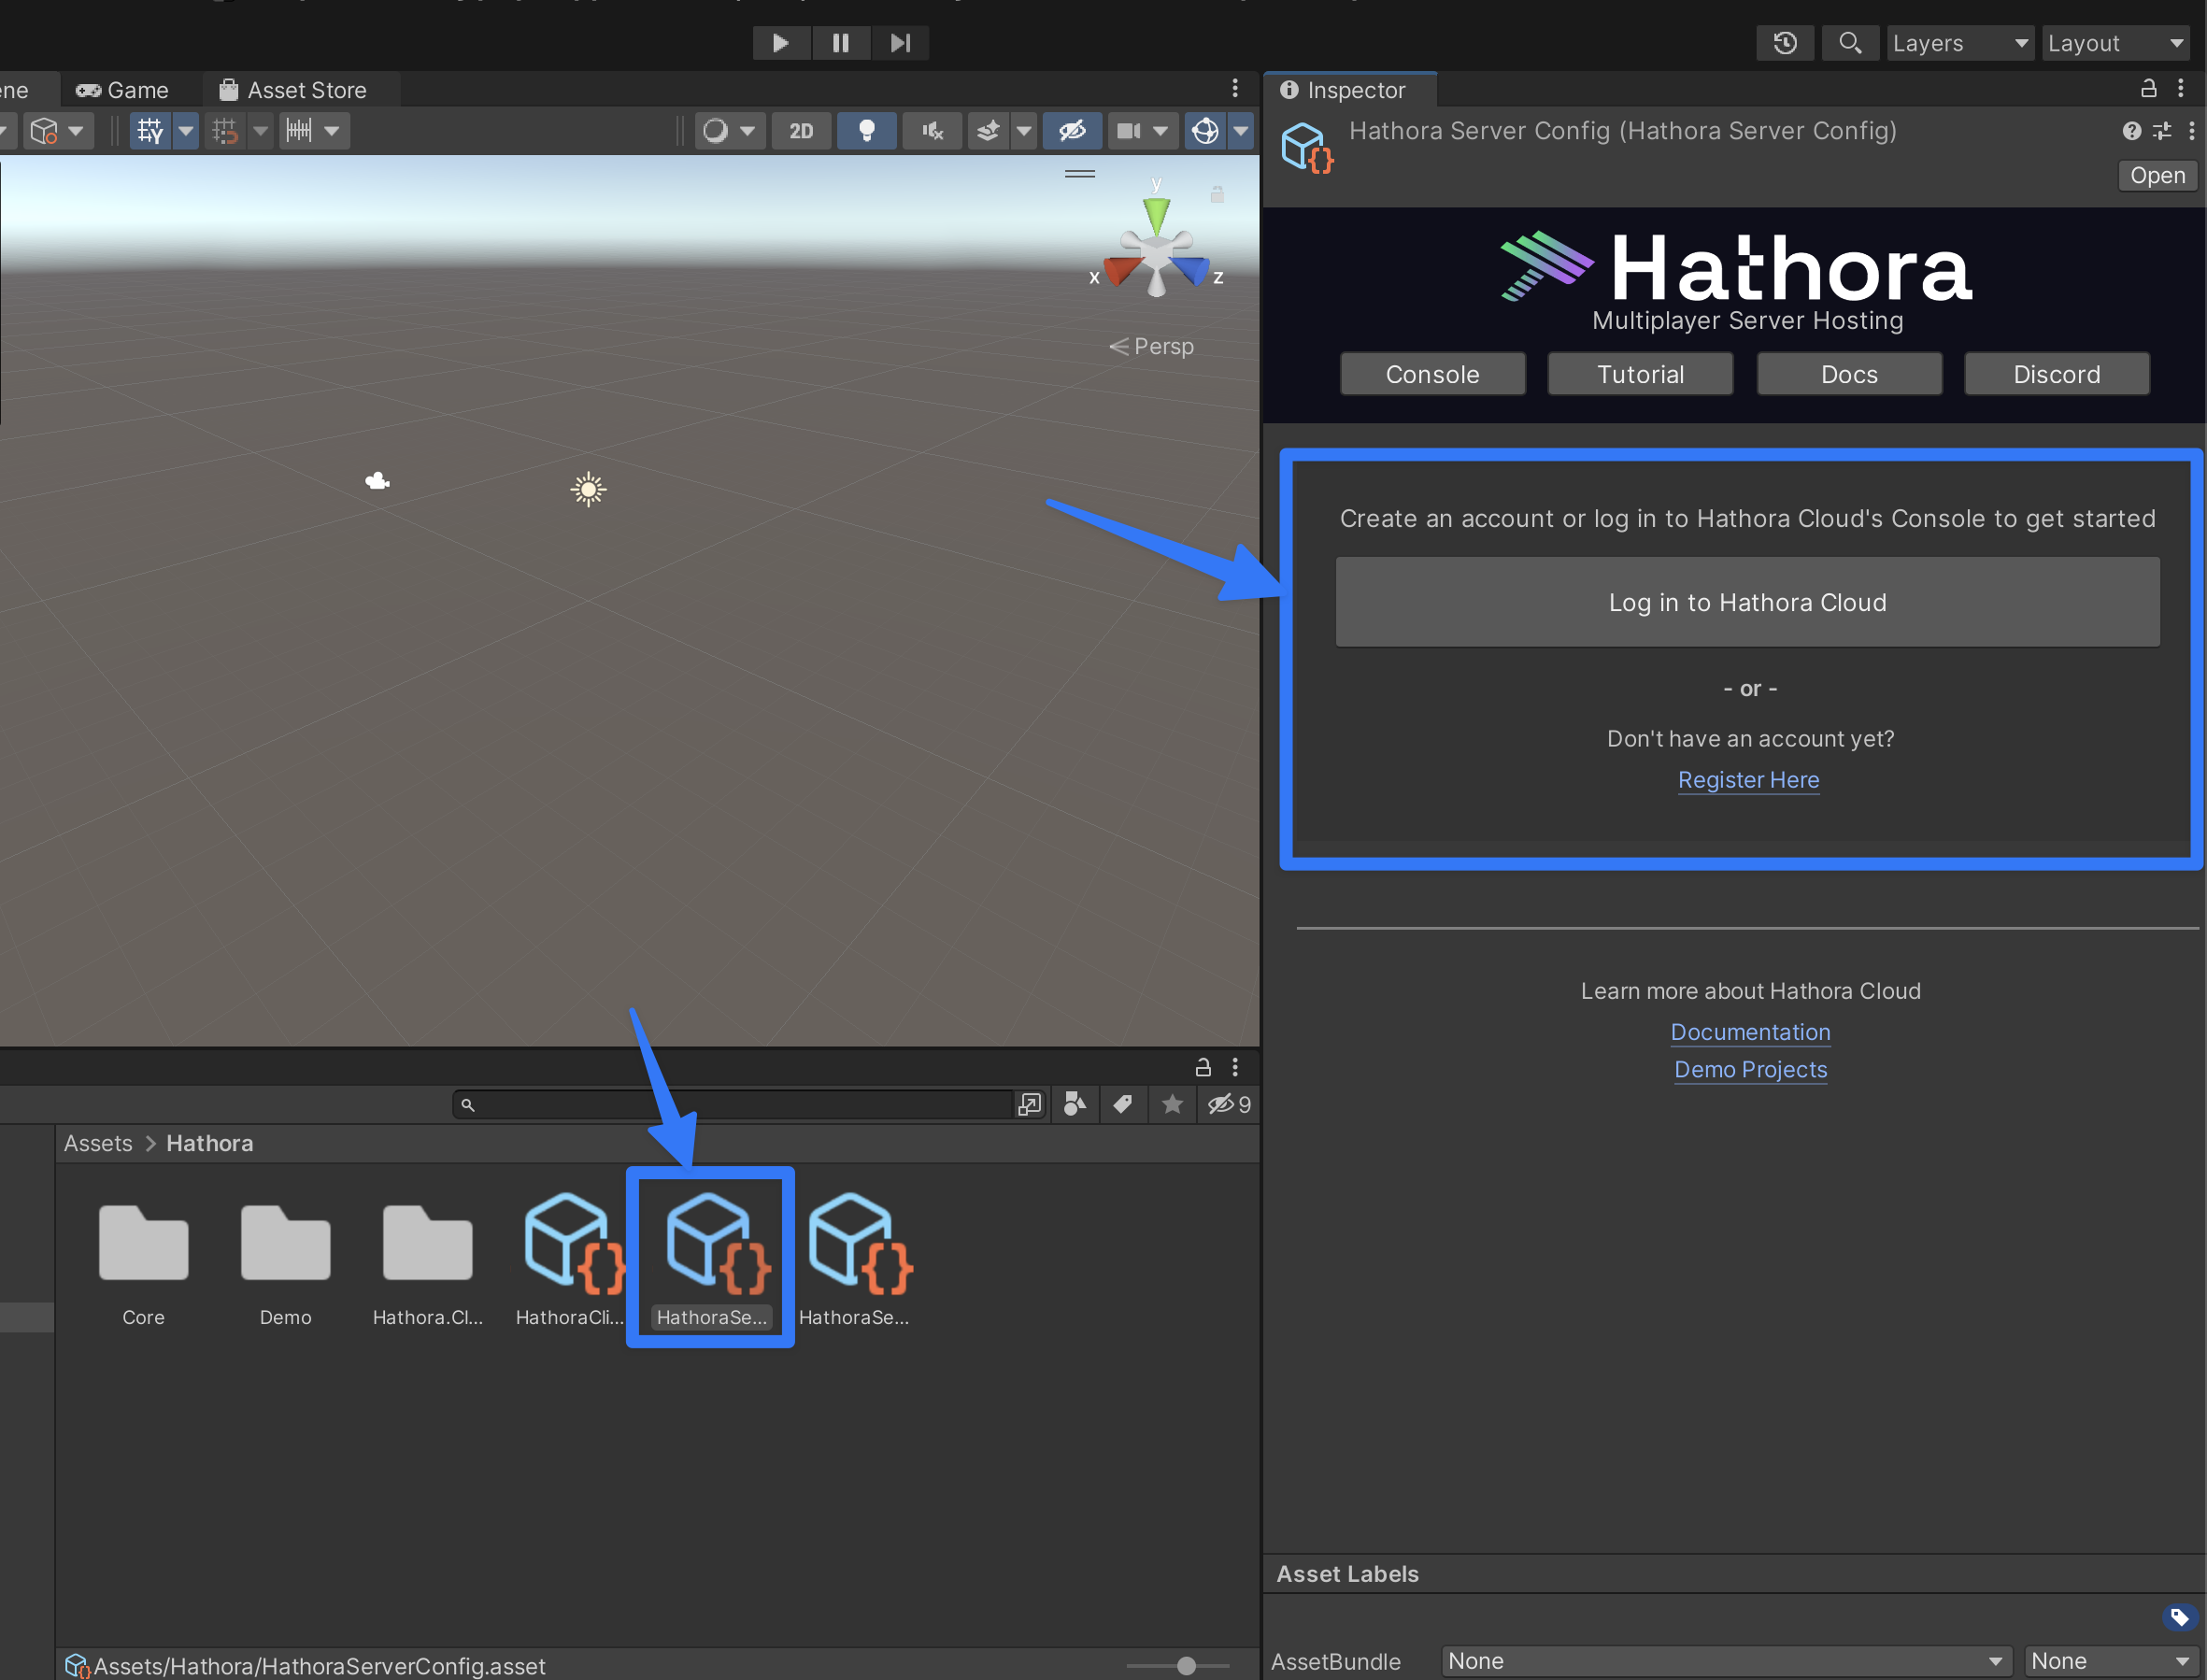 Layers
Layout
ne
Game
Asset Store
Inspector
2D
Hathora Server Config (Hathora Server Config)
Open
y
x
z
Persp
Hathora
Multiplayer Server Hosting
Console
Tutorial
Docs
Discord
Create an account or log in to Hathora Cloud's Console to get started
Log in to Hathora Cloud
- or -
Don't have an account yet?
Register Here
Learn more about Hathora Cloud
Documentation
Demo Projects
9
Assets > Hathora
Core
Demo
Hathora.Cl...
HathoraCli...
HathoraSe...
HathoraSe...
Assets/Hathora/HathoraServerConfig.asset
Asset Labels
AssetBundle
None
None